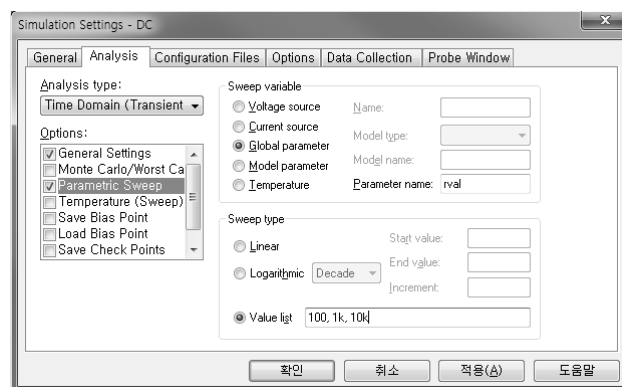 Simulation Settings - DC
General Analysis Configuration Files Options Data Collection Probe Window
Analysis type:
Time Domain (Transient
Options:
General Settings
Monte Carlo/Worst Ca
Parametric Sweep
Temperature (Sweep)
Save Bias Point
Load Bias Point
Save Check Points
Sweep variable
Voltage source
Current source
Global parameter
Model parameter
Temperature
Name:
Model type:
Model name:
Parameter name: rval
Sweep type
Linear
Logarithmic Decade
Value list 100, 1k, 10k
Start value:
End value:
Increment:
확인 취소 적용(A) 도움말